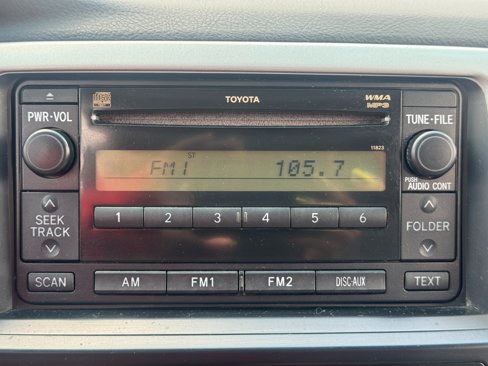 TOYOTA
WMA
MP3
PWR·VOL
TUNE·FILE
11823
ST
FM1 105.7
PUSH
AUDIO CONT
SEEK
TRACK
1 2 3 4 5 6
FOLDER
SCAN
AM FM1 FM2 DISC·AUX
TEXT